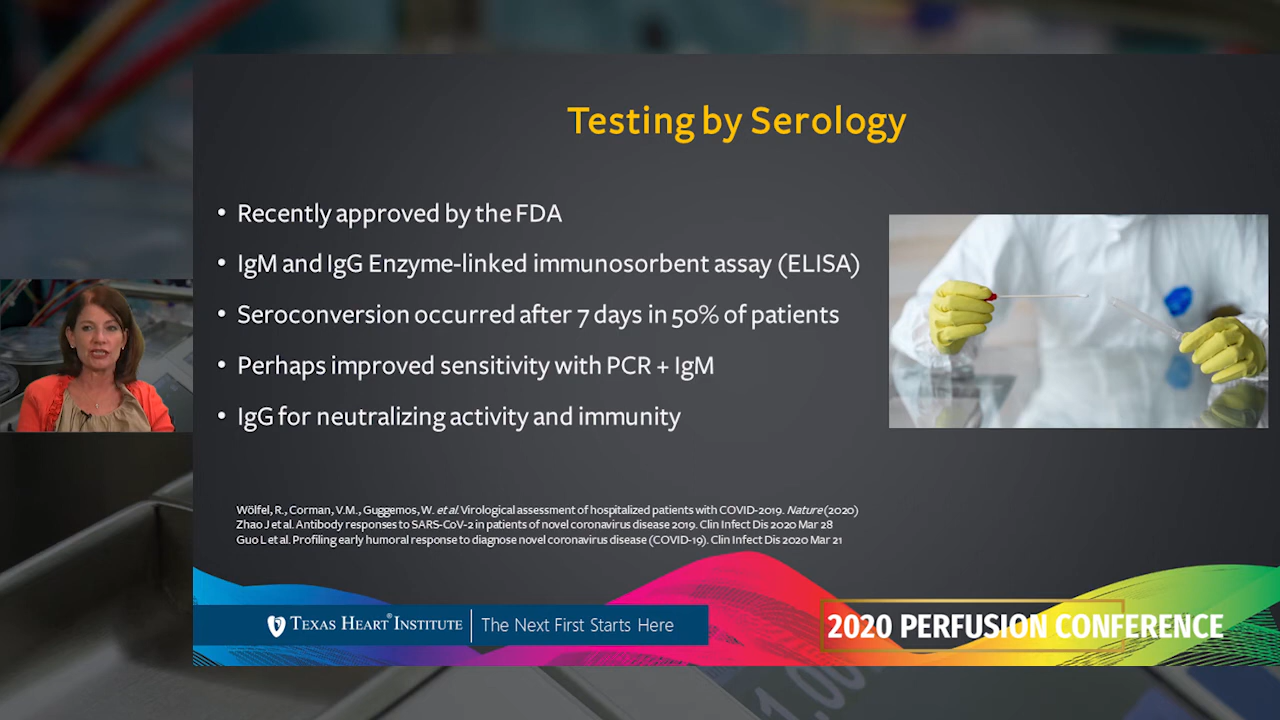 Testing by Serology
• Recently approved by the FDA
• IgM and IgG Enzyme-linked immunosorbent assay (ELISA)
• Seroconversion occurred after 7 days in 50% of patients
• Perhaps improved sensitivity with PCR + IgM
• IgG for neutralizing activity and immunity
Wölfel, R., Corman, V.M., Guggemos, W. et al. Virological assessment of hospitalized patients with COVID-2019. Nature (2020)
Zhao J et al. Antibody responses to SARS-CoV-2 in patients of novel coronavirus disease 2019. Clin Infect Dis 2020 Mar 28
Guo L et al. Profiling early humoral response to diagnose novel coronavirus disease (COVID-19). Clin Infect Dis 2020 Mar 21
TEXAS HEART® INSTITUTE | The Next First Starts Here
2020 PERFUSION CONFERENCE